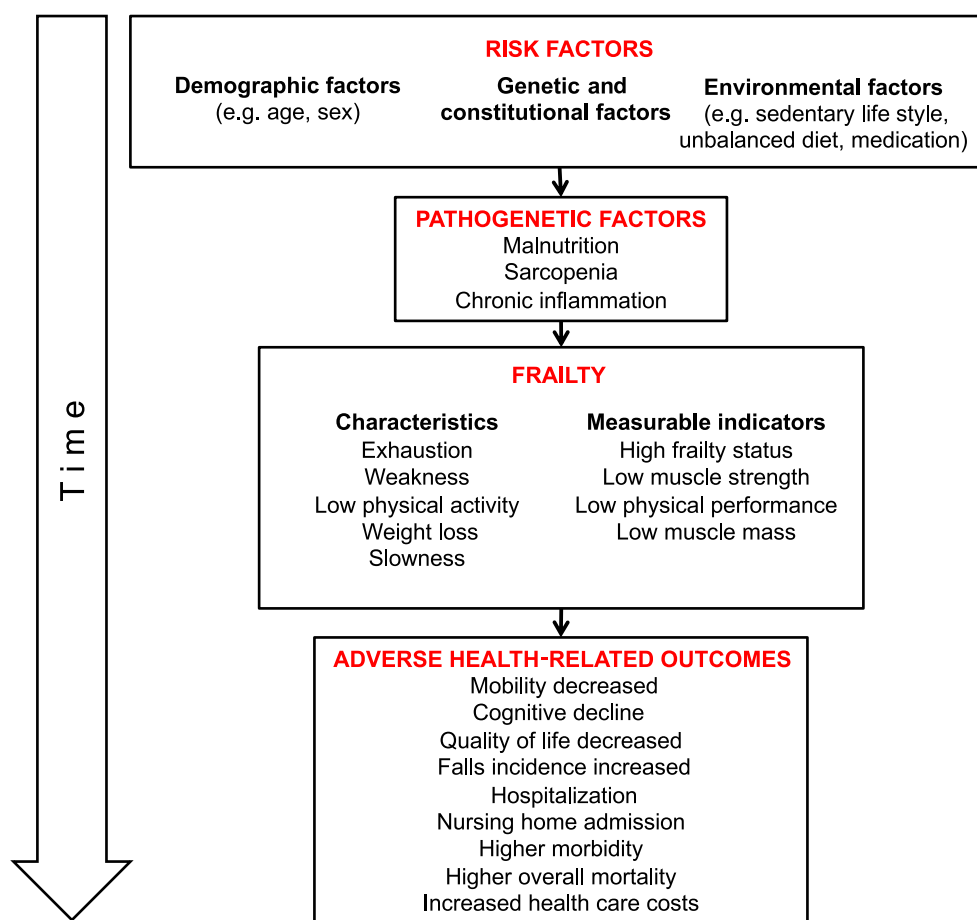 Time
RISK FACTORS
Demographic factors
(e.g. age, sex)
Genetic and
constitutional factors
Environmental factors
(e.g. sedentary life style,
unbalanced diet, medication)
PATHOGENETIC FACTORS
Malnutrition
Sarcopenia
Chronic inflammation
FRAILTY
Characteristics
Exhaustion
Weakness
Low physical activity
Weight loss
Slowness
Measurable indicators
High frailty status
Low muscle strength
Low physical performance
Low muscle mass
ADVERSE HEALTH-RELATED OUTCOMES
Mobility decreased
Cognitive decline
Quality of life decreased
Falls incidence increased
Hospitalization
Nursing home admission
Higher morbidity
Higher overall mortality
Increased health care costs